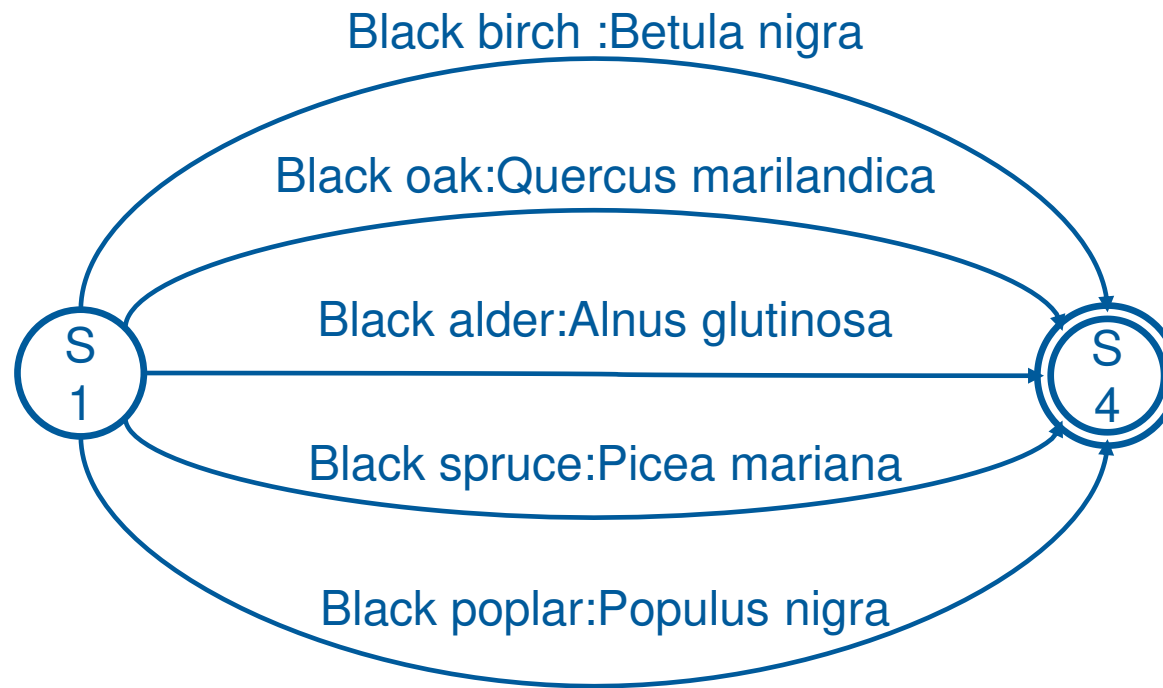 Black birch :Betula nigra
Black oak:Quercus marilandica
Black alder:Alnus glutinosa
S
1
S
4
Black spruce:Picea mariana
Black poplar:Populus nigra